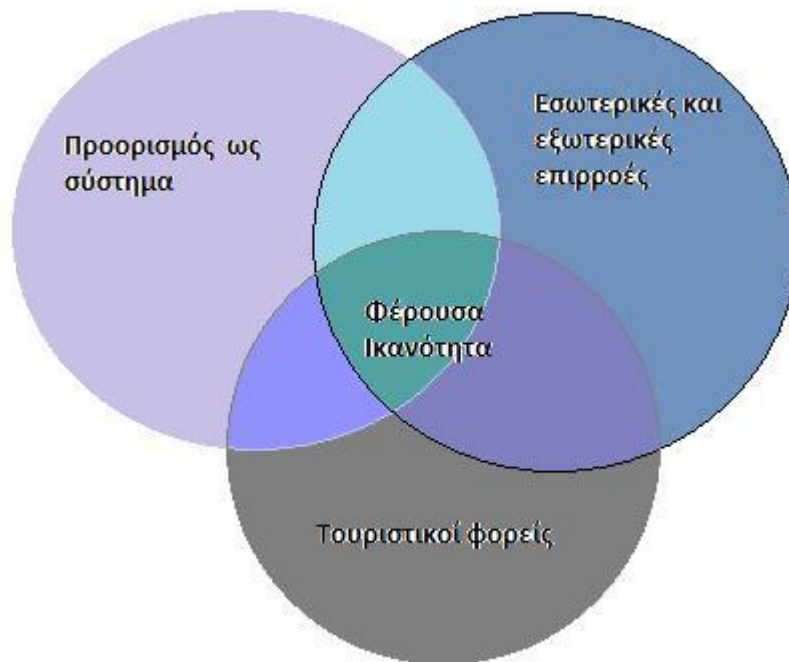 Προορισμός ως
σύστημα
Εσωτερικές και
εξωτερικές
επιρροές
Φέρουσα
Ικανότητα
Τουριστικοί φορείς